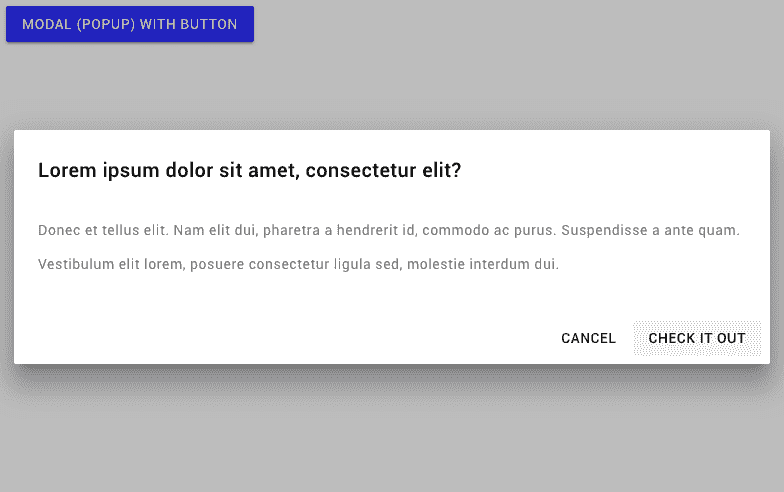 MODAL (POPUP) WITH BUTTON
Lorem ipsum dolor sit amet, consectetur elit?
Donec et tellus elit. Nam elit dui, pharetra a hendrerit id, commodo ac purus. Suspendisse a ante quam.
Vestibulum elit lorem, posuere consectetur ligula sed, molestie interdum dui.
CANCEL CHECK IT OUT